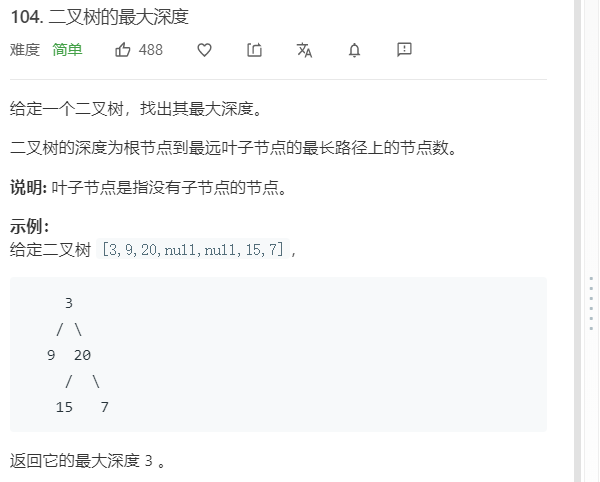 104. 二叉树的最大深度
难度 简单 488
给定一个二叉树，找出其最大深度。
二叉树的深度为根节点到最远叶子节点的最长路径上的节点数。
说明: 叶子节点是指没有子节点的节点。
示例：
给定二叉树 [3,9,20,null,null,15,7]，
3
/ \
9 20
/ \
15 7
返回它的最大深度 3 。